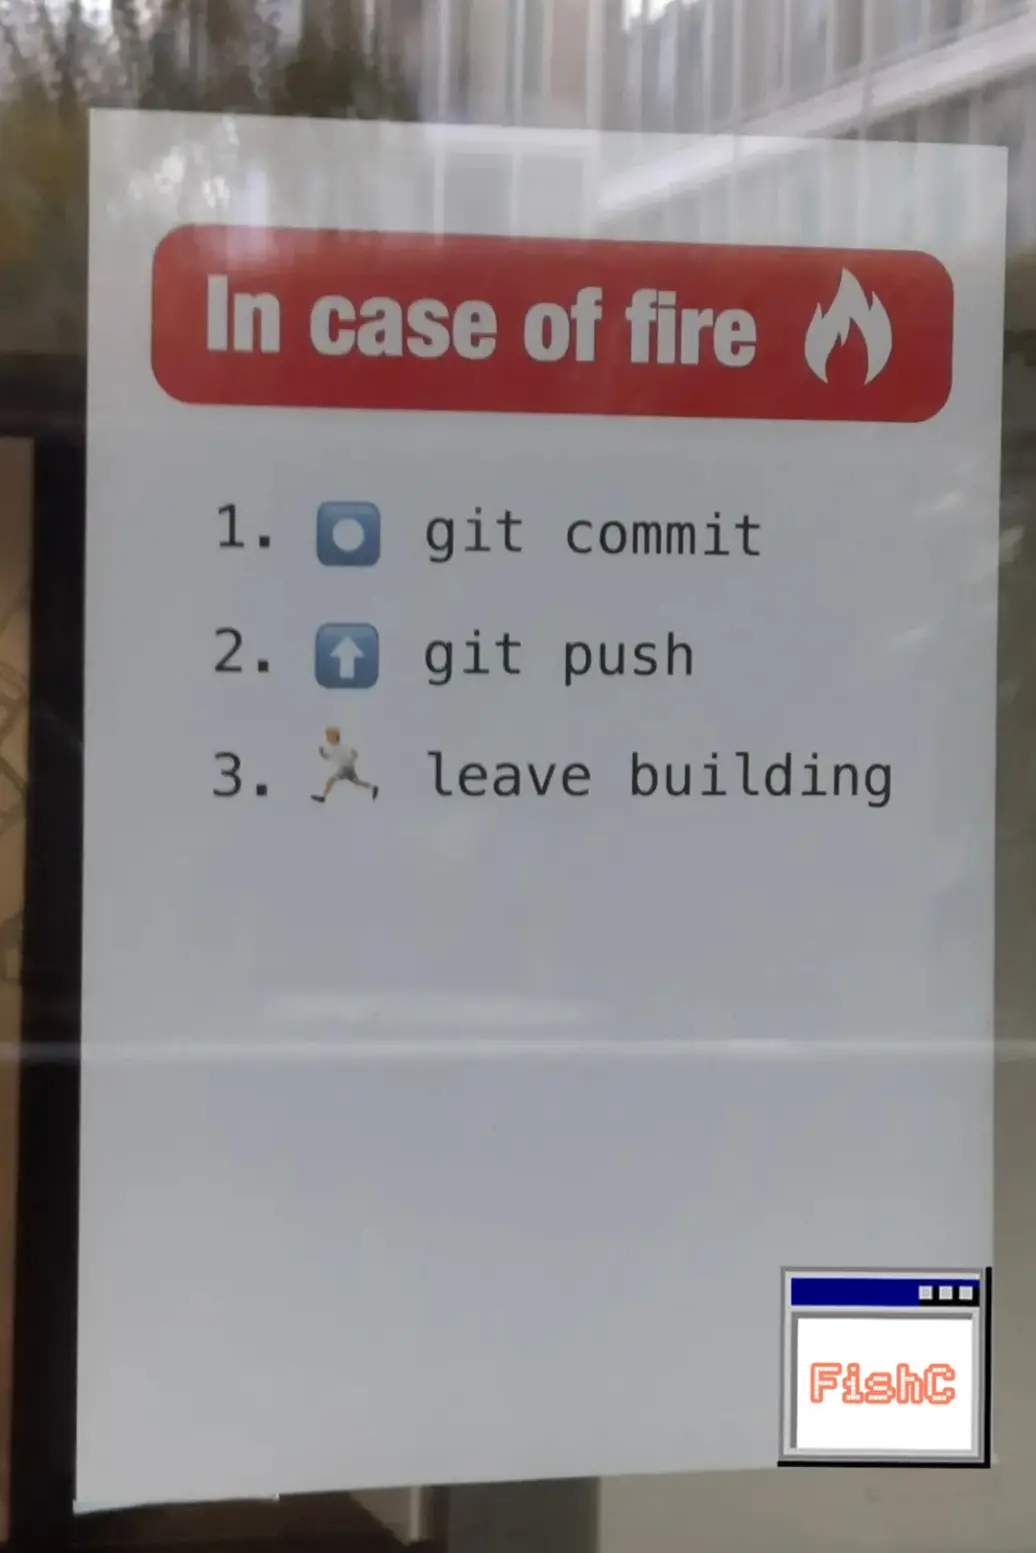 In case of fire
1. git commit
2. git push
3. leave building
FishC